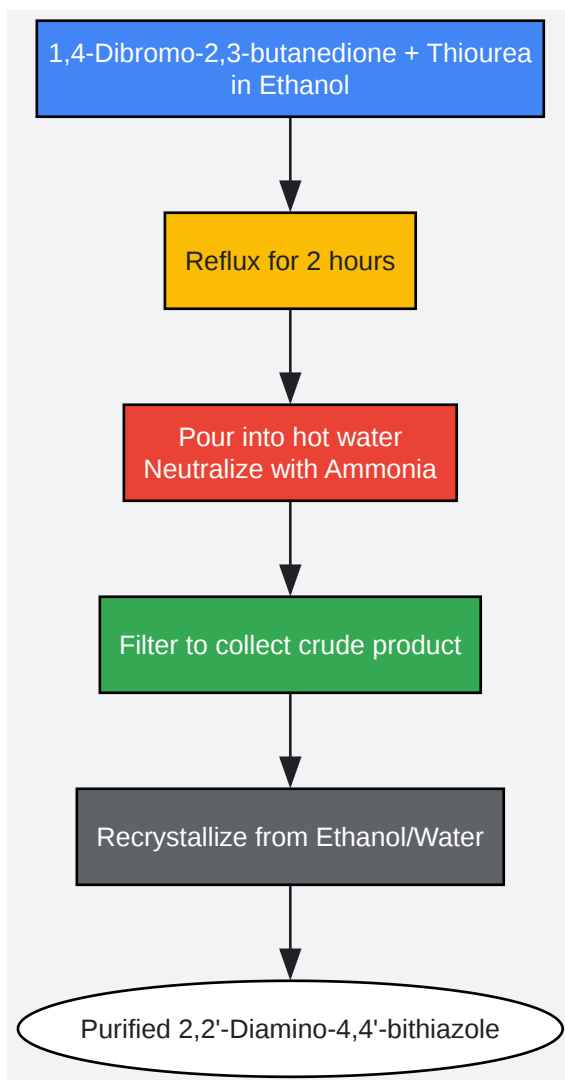 1,4-Dibromo-2,3-butanedione + Thiourea
in Ethanol
Reflux for 2 hours
Pour into hot water
Neutralize with Ammonia
Filter to collect crude product
Recrystallize from Ethanol/Water
Purified 2,2'-Diamino-4,4'-bithiazole